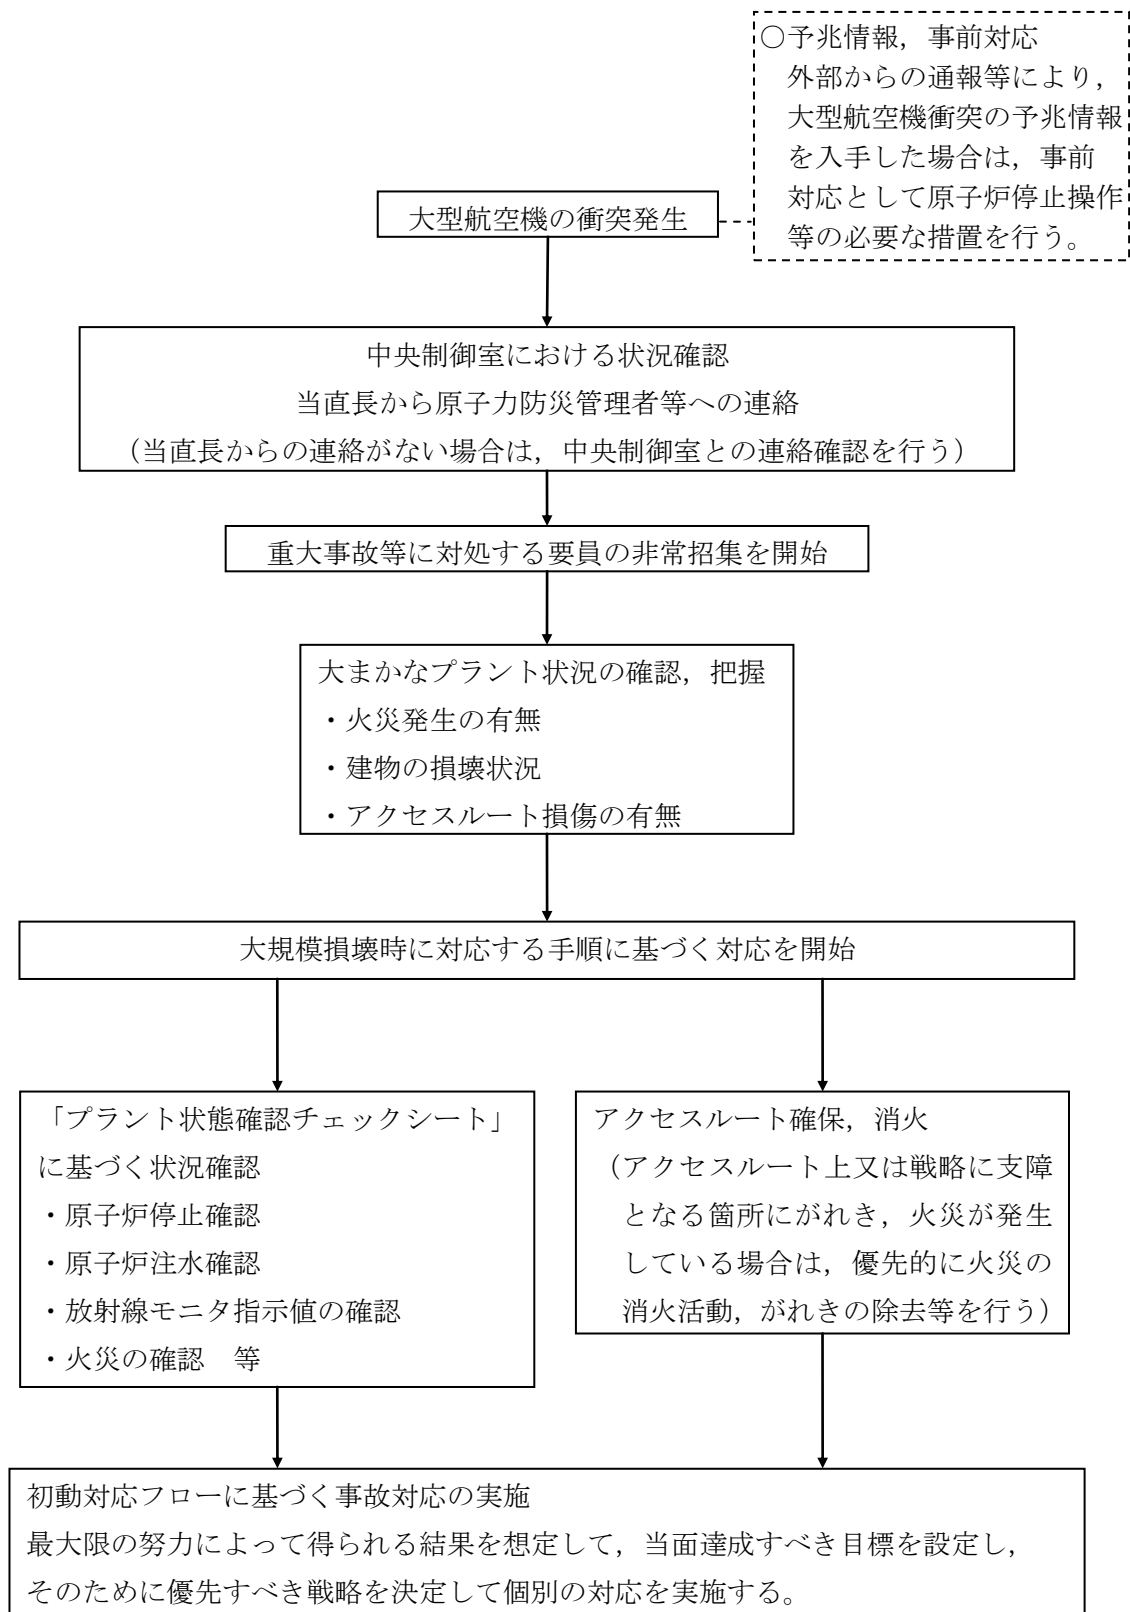 ○予兆情報，事前対応
外部からの通報等により，
大型航空機衝突の予兆情報
を入手した場合は，事前
対応として原子炉停止操作
等の必要な措置を行う。
大型航空機の衝突発生
中央制御室における状況確認
当直長から原子力防災管理者等への連絡
（当直長からの連絡がない場合は，中央制御室との連絡確認を行う）
重大事故等に対処する要員の非常招集を開始
大まかなプラント状況の確認，把握
・火災発生の有無
・建物の損壊状況
・アクセスルート損傷の有無
大規模損壊時に対応する手順に基づく対応を開始
「プラント状態確認チェックシート」
に基づく状況確認
・原子炉停止確認
・原子炉注水確認
・放射線モニタ指示値の確認
・火災の確認　等
アクセスルート確保，消火
（アクセスルート上又は戦略に支障
となる箇所にがれき，火災が発生
している場合は，優先的に火災の
消火活動，がれきの除去等を行う）
初動対応フローに基づく事故対応の実施
最大限の努力によって得られる結果を想定して，当面達成すべき目標を設定し，
そのために優先すべき戦略を決定して個別の対応を実施する。